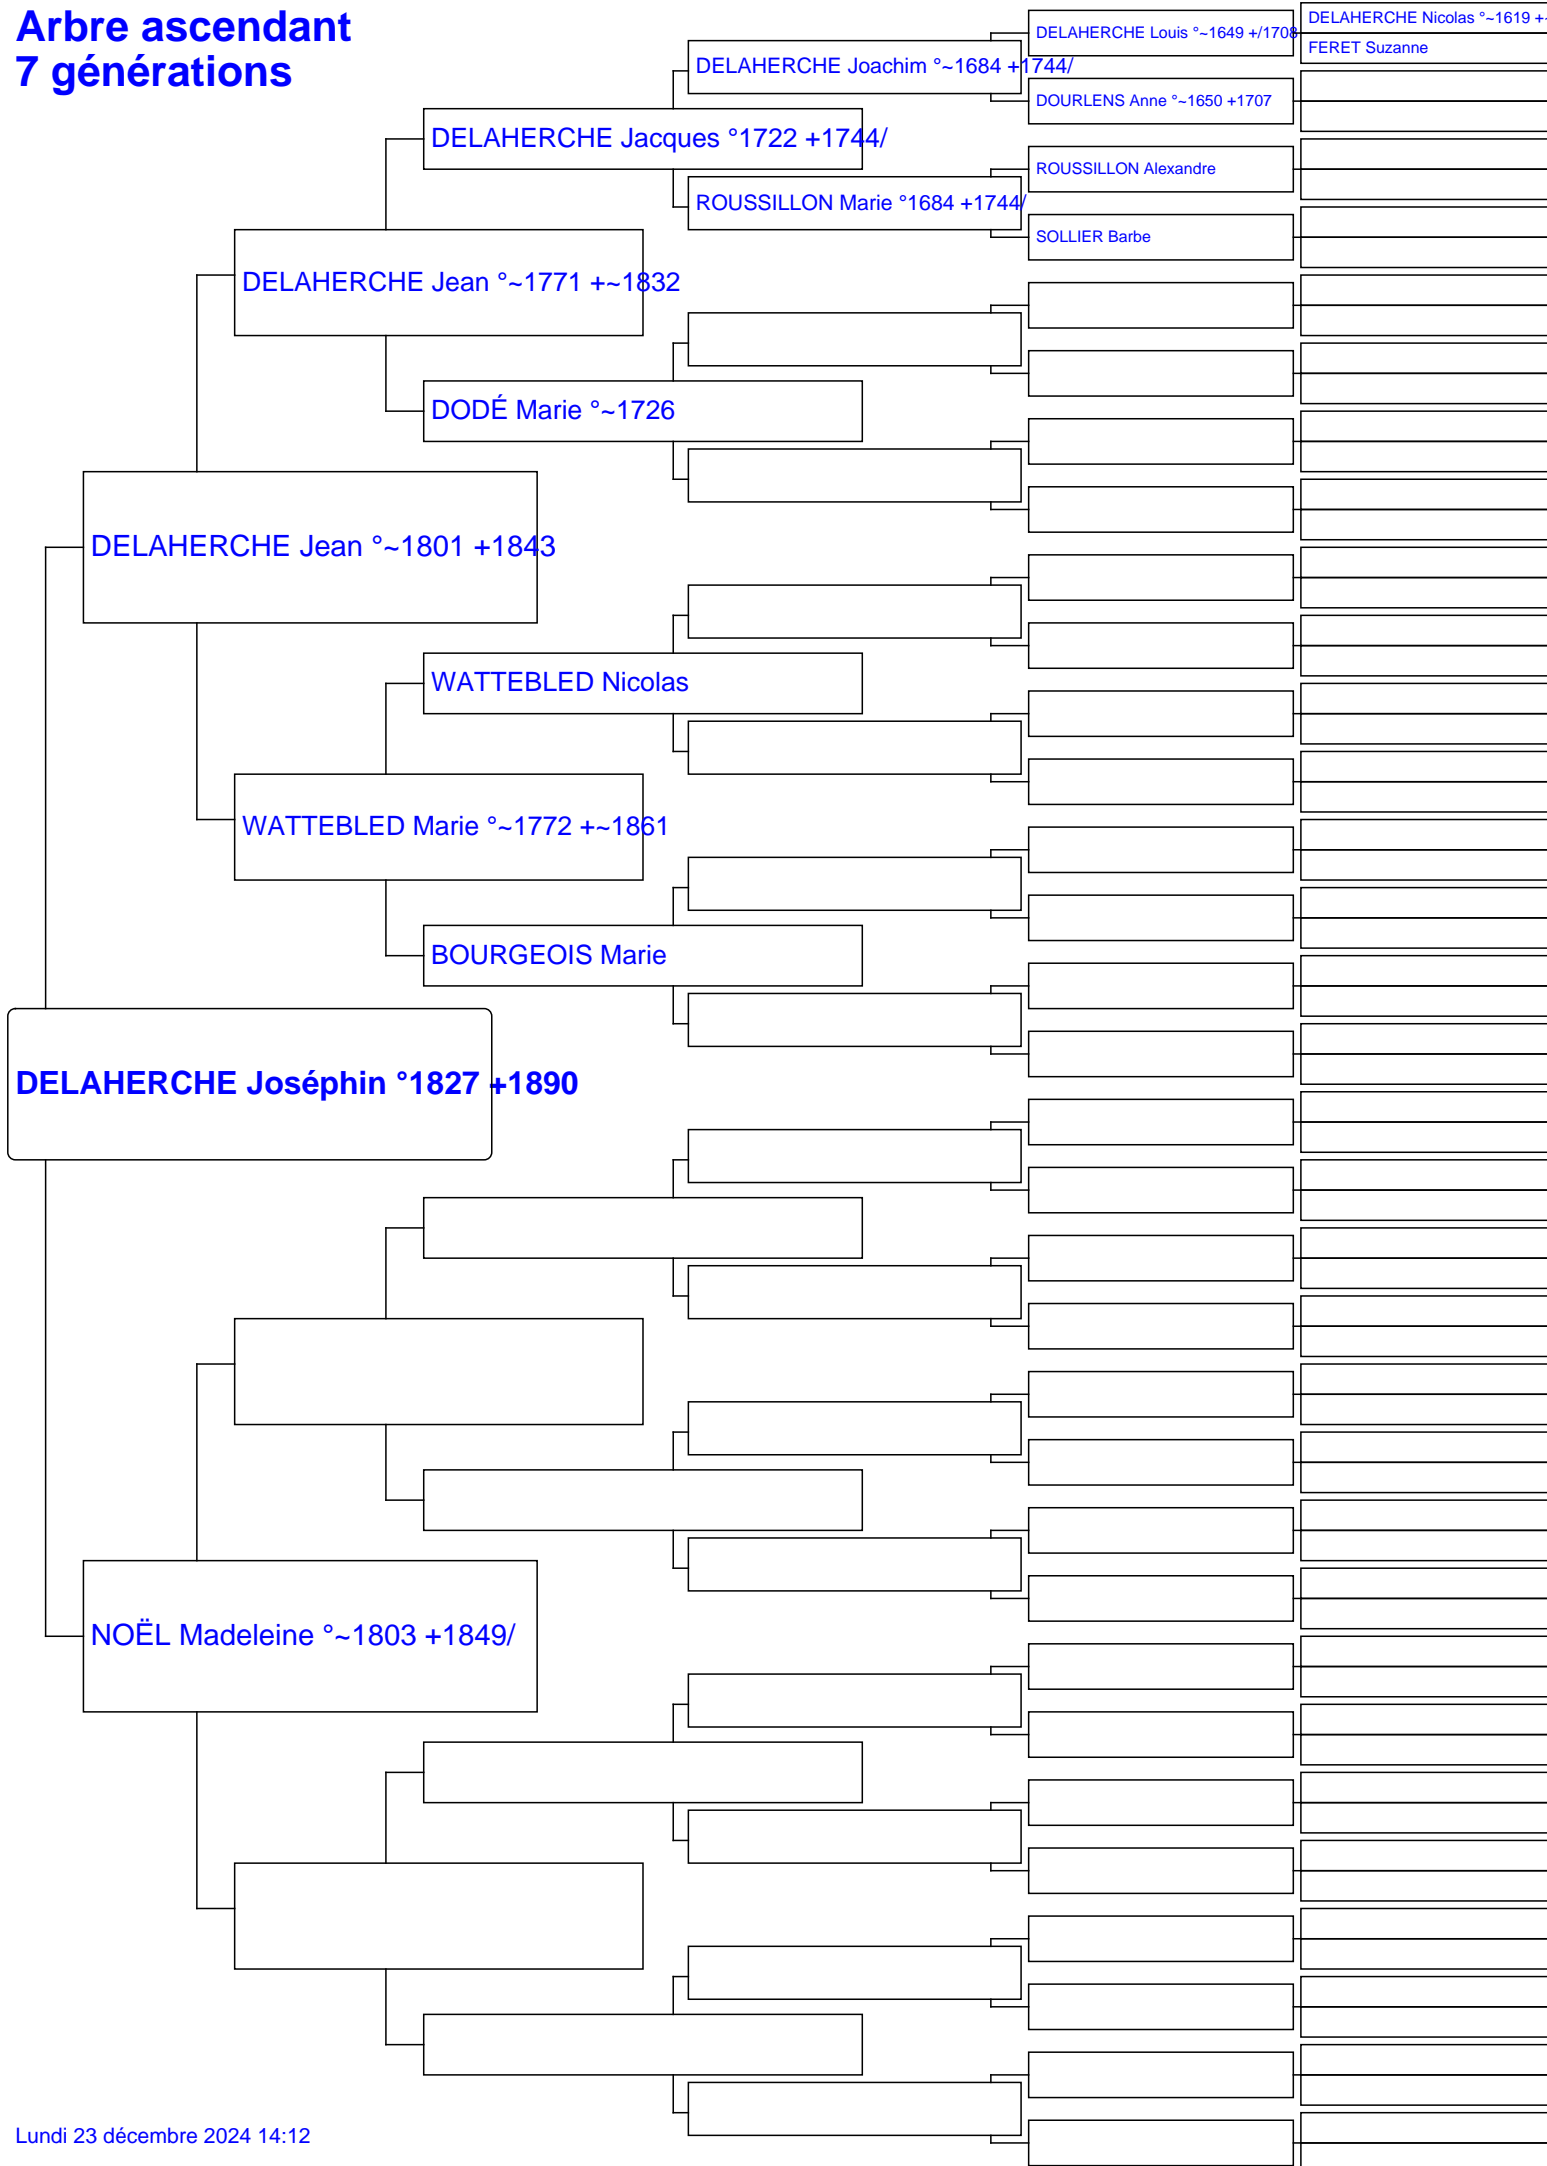 Arbre ascendant
7 générations
DELAHERCHE Nicolas °~1619 +
FERET Suzanne
DELAHERCHE Louis °~1649 +/1708
DELAHERCHE Joachim °~1684 +1744/
DOURLENS Anne °~1650 +1707
DELAHERCHE Jacques °1722 +1744/
ROUSSILLON Alexandre
ROUSSILLON Marie °1684 +1744/
SOLLIER Barbe
DELAHERCHE Jean °~1771 +~1832
DODÉ Marie °~1726
DELAHERCHE Jean °~1801 +1843
WATTEBLED Nicolas
WATTEBLED Marie °~1772 +~1861
BOURGEOIS Marie
DELAHERCHE Joséphin °1827 +1890
NOËL Madeleine °~1803 +1849/
Lundi 23 décembre 2024 14:12